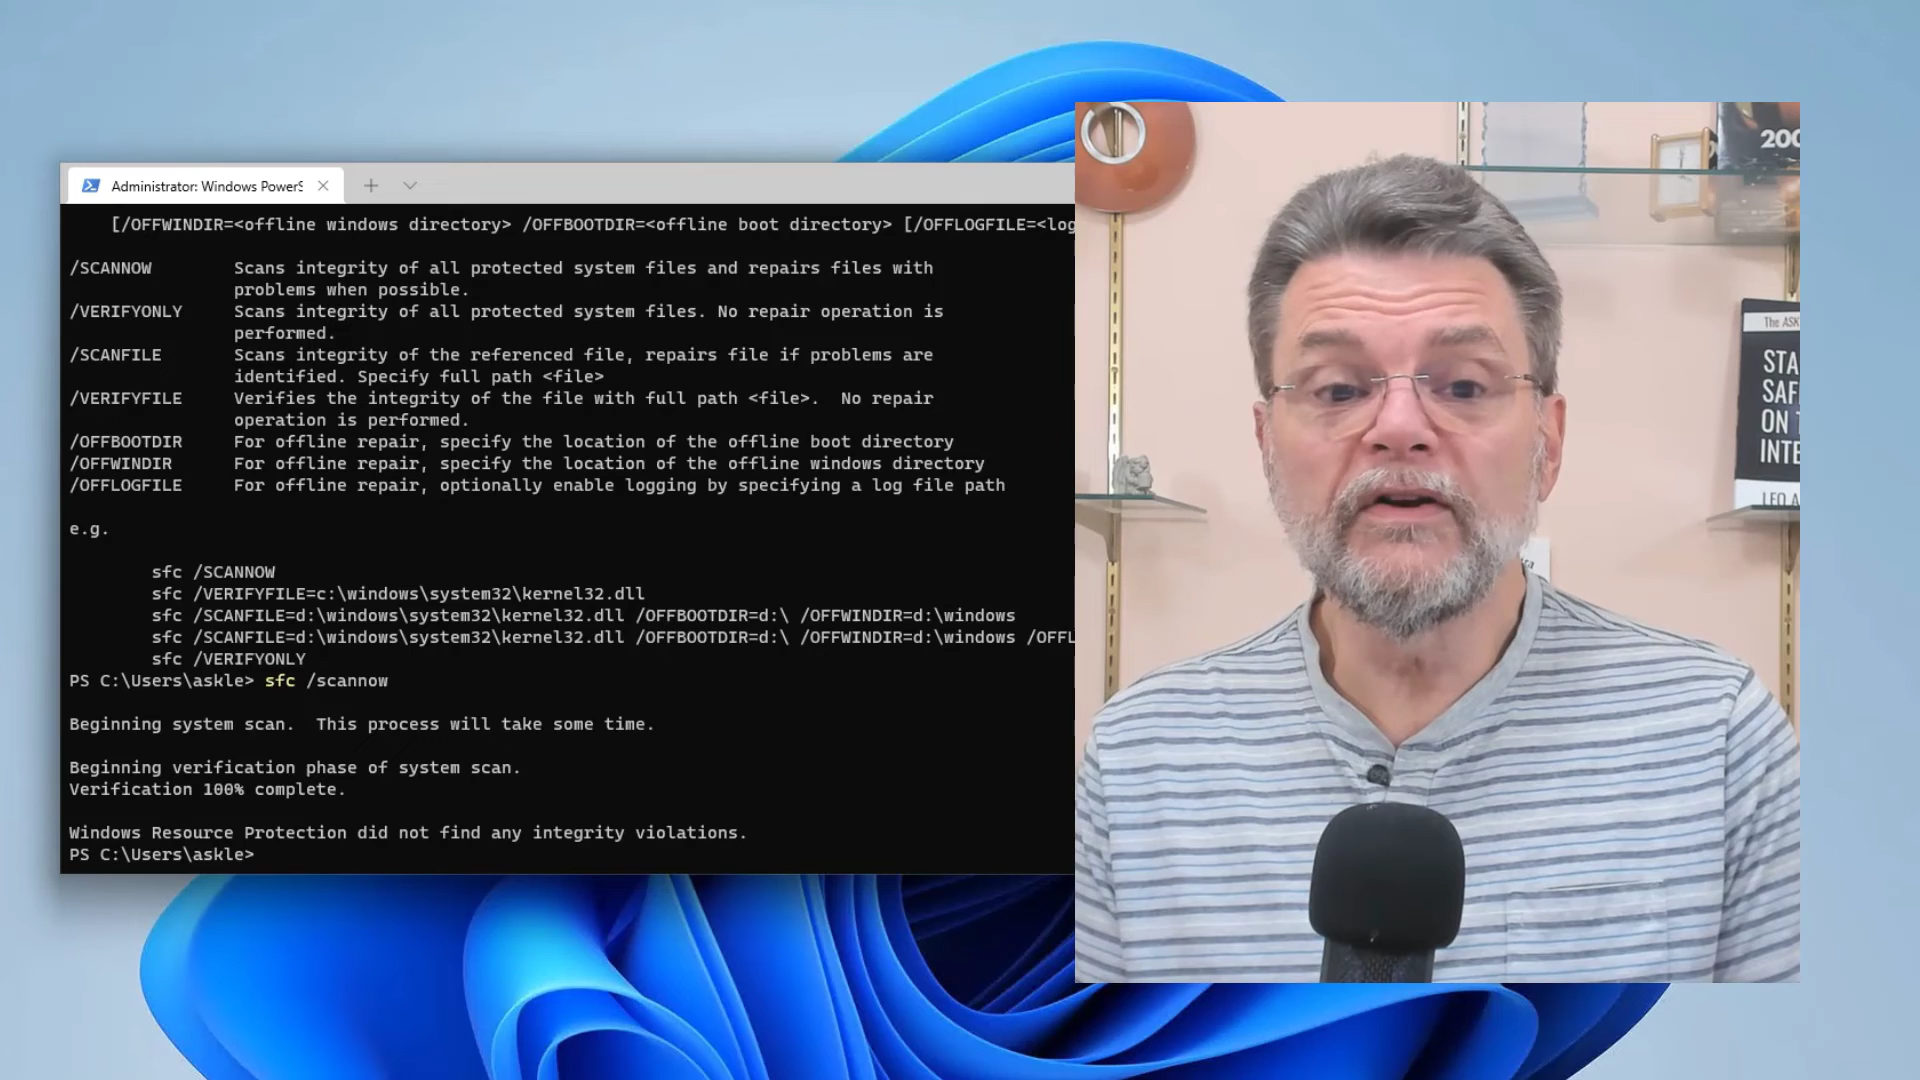 Administrator: Windows PowerS
[/OFFWINDIR=<offline windows directory> /OFFBOOTDIR=<offline boot directory> [/OFFLOGFILE=<log
/SCANNOW Scans integrity of all protected system files and repairs files with
problems when possible.
/VERIFYONLY Scans integrity of all protected system files. No repair operation is
performed.
/SCANFILE Scans integrity of the referenced file, repairs file if problems are
identified. Specify full path <file>
/VERIFYFILE Verifies the integrity of the file with full path <file>. No repair
operation is performed.
/OFFBOOTDIR For offline repair, specify the location of the offline boot directory
/OFFWINDIR For offline repair, specify the location of the offline windows directory
/OFFLOGFILE For offline repair, optionally enable logging by specifying a log file path
e.g.
sfc /SCANNOW
sfc /VERIFYFILE=c:\windows\system32\kernel32.dll
sfc /SCANFILE=d:\windows\system32\kernel32.dll /OFFBOOTDIR=d:\ /OFFWINDIR=d:\windows
sfc /SCANFILE=d:\windows\system32\kernel32.dll /OFFBOOTDIR=d:\ /OFFWINDIR=d:\windows /OFFL
sfc /VERIFYONLY
PS C:\Users\askle> sfc /scannow
Beginning system scan. This process will take some time.
Beginning verification phase of system scan.
Verification 100% complete.
Windows Resource Protection did not find any integrity violations.
PS C:\Users\askle>
200
The ASK
STA
SAF
ON T
INTE
LEO A